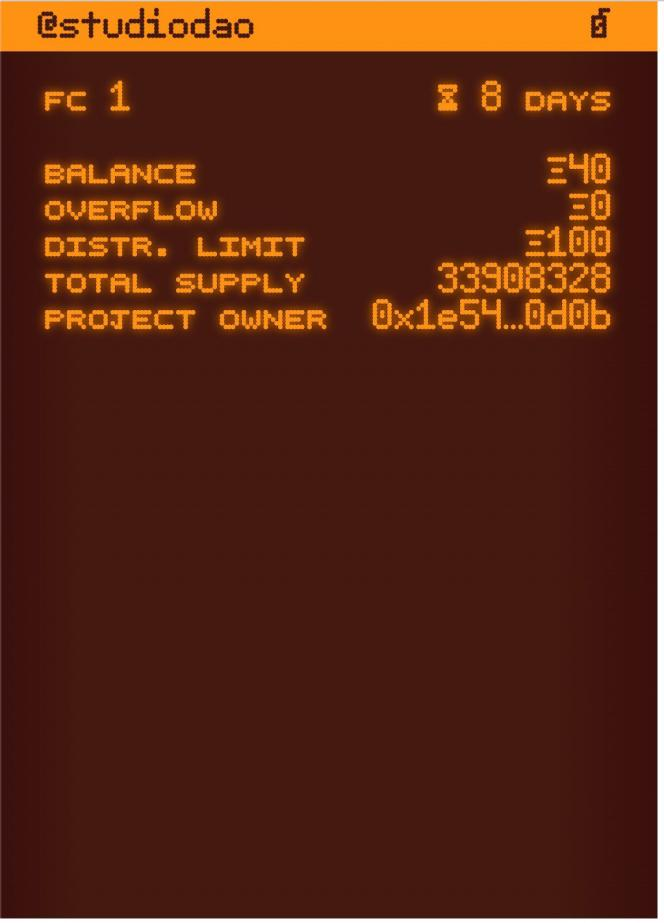 @studiodao
FC 1 ⌛ 8 DAYS
BALANCE Ξ40
OVERFLOW Ξ0
DISTR. LIMIT Ξ100
TOTAL SUPPLY 33908328
PROJECT OWNER 0x1e54…0d0b